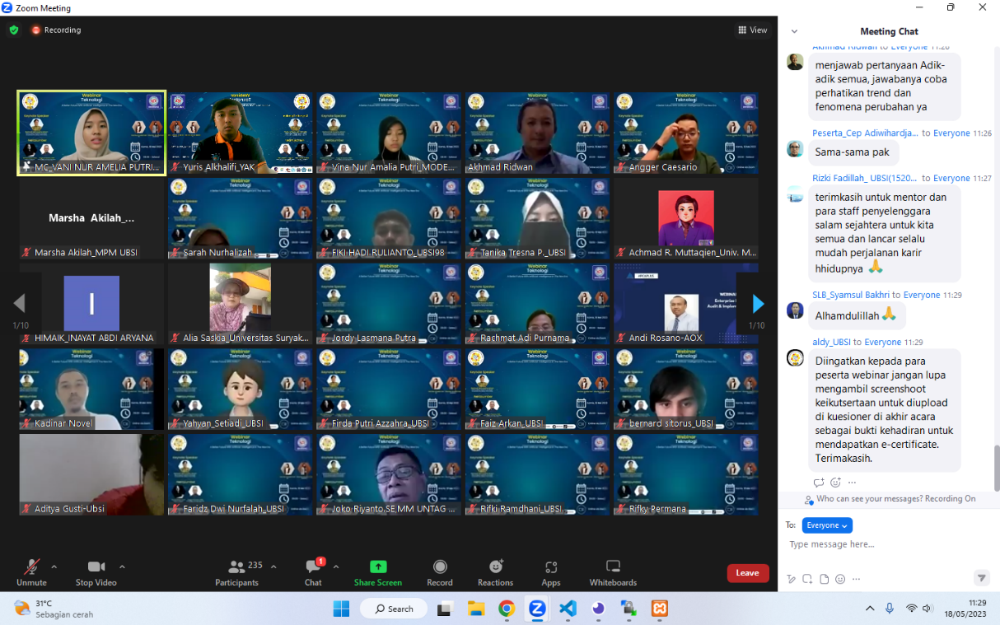 Zoom Meeting
Recording
View
Webinar
Teknologi
MC_VANI NUR AMELIA PUTRI...
Yuris Alkhalifi_YAK
Vina Nur Amalia Putri_MODE...
Akhmad Ridwan
Angger Caesario
Marsha Akilah_...
Marsha Akilah_MPM UBSI
Sarah Nurhalizah
FIKI HADI RULIANTO_UBSI98
Tanika Tresna P._UBSI
Achmad R. Muttaqien_Univ. M...
I
1/10
HIMAIK_INAYAT ABDI ARYANA
Alia Saskia_Universitas Suryak...
Jordy Lasmana Putra
Rachmat Adi Purnama
Andi Rosano-AOX
1/10
Kadinar Novel
Yahyan_Setiadi_UBSI
Firda Putri Azzahra_UBSI
Faiz Arkan_UBSI
bernard sitorus_UBSI
Aditya Gusti-Ubsi
Faridz Dwi Nurfalah_UBSI
Joko Riyanto.SE.MM UNTAG ...
Rifki Ramdhani_UBSI
Rifky Permana
Unmute
Stop Video
235
Participants
1
Chat
Share Screen
Record
Reactions
Apps
Whiteboards
Leave
Meeting Chat
Akhmad Ridwan to Everyone 11:26
menjawab pertanyaan Adik-
adik semua, jawabanya coba
perhatikan trend dan
fenomena perubahan ya
Peserta_Cep Adiwihardja... to Everyone 11:26
Sama-sama pak
Rizki Fadillah_ UBSI(1520... to Everyone 11:27
terimkasih untuk mentor dan
para staff penyelenggara
salam sejahtera untuk kita
semua dan lancar selalu
mudah perjalanan karir
hhidupnya 🙏
SLB_Syamsul Bakhri to Everyone 11:29
Alhamdulillah 🙏
aldy_UBSI to Everyone 11:29
Diingatkan kepada para
peserta webinar jangan lupa
mengambil screenshoot
keikutsertaan untuk diupload
di kuesioner di akhir acara
sebagai bukti kehadiran untuk
mendapatkan e-certificate.
Terimakasih.
Who can see your messages? Recording On
To: Everyone
Type message here...
31°C
Sebagian cerah
Search
11:29
18/05/2023